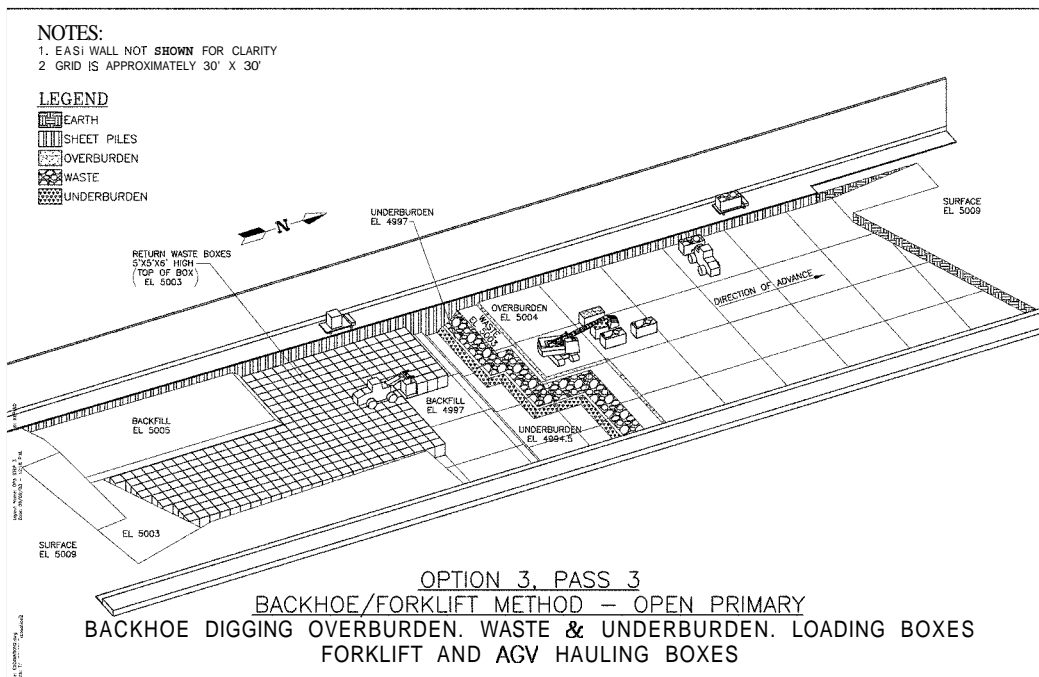 NOTES:
1. EASi WALL NOT SHOWN FOR CLARITY
2 GRID IS APPROXIMATELY 30' X 30'
LEGEND
EARTH
SHEET PILES
OVERBURDEN
WASTE
UNDERBURDEN
N
UNDERBURDEN
EL 4997
RETURN WASTE BOXES
5'X5'X6' HIGH
(TOP OF BOX)
EL 5003
SURFACE
EL 5009
OVERBURDEN
EL 5004
WASTE
DIRECTION OF ADVANCE
BACKFILL
EL 4997
BACKFILL
EL 5005
UNDERBURDEN
EL 4994.5
EL 5003
SURFACE
EL 5009
OPTION 3, PASS 3
BACKHOE/FORKLIFT METHOD – OPEN PRIMARY
BACKHOE DIGGING OVERBURDEN. WASTE & UNDERBURDEN. LOADING BOXES
FORKLIFT AND AGV HAULING BOXES